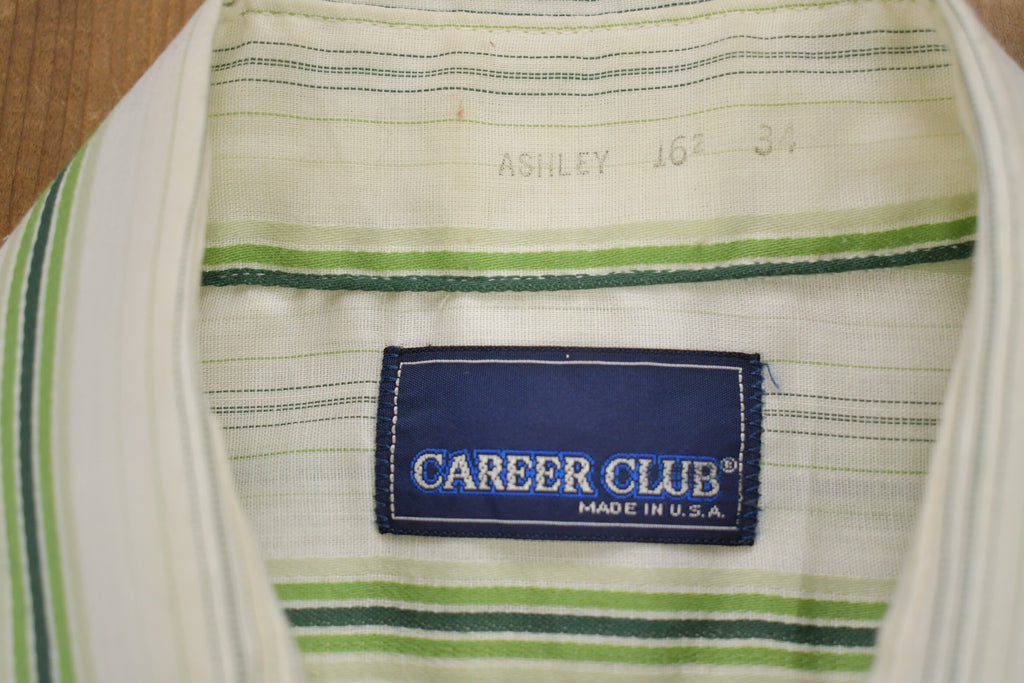 ASHLEY 16² 34
CAREER CLUB®
MADE IN U.S.A.